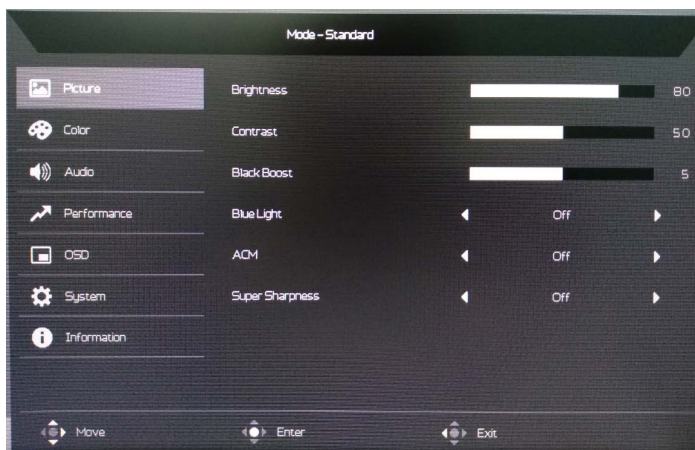 Mode - Standard
Picture
Brightness 80
Color
Contrast 50
Audio
Black Boost 5
Performance
Blue Light Off
OSD
ACM Off
System
Super Sharpness Off
Information
Move Enter Exit